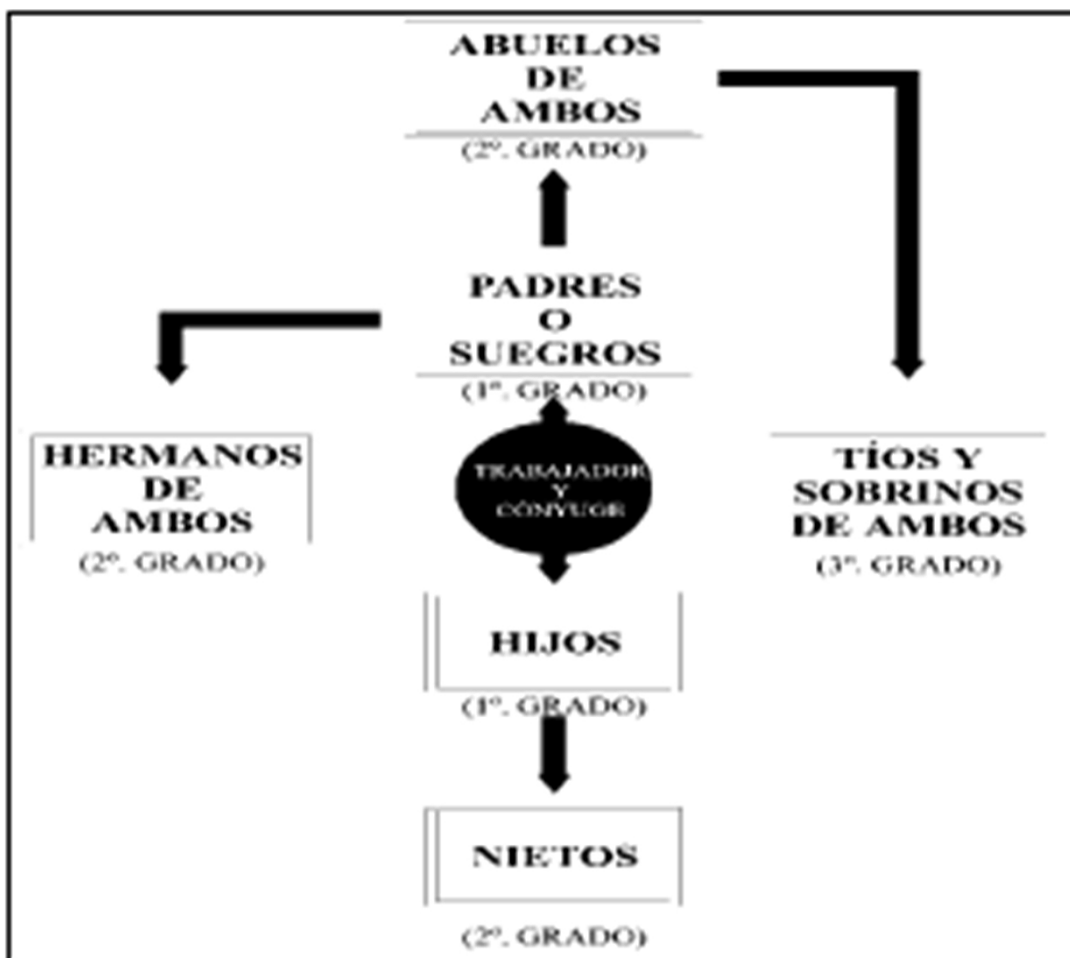 ABUELOS
DE
AMBOS
(2º. GRADO)
PADRES
O
SUEGROS
(1º. GRADO)
HERMANOS
DE
AMBOS
(2º. GRADO)
TRABAJADOR
Y
CÓNYUGE
TÍOS Y
SOBRINOS
DE AMBOS
(3º. GRADO)
HIJOS
(1º. GRADO)
NIETOS
(2º. GRADO)